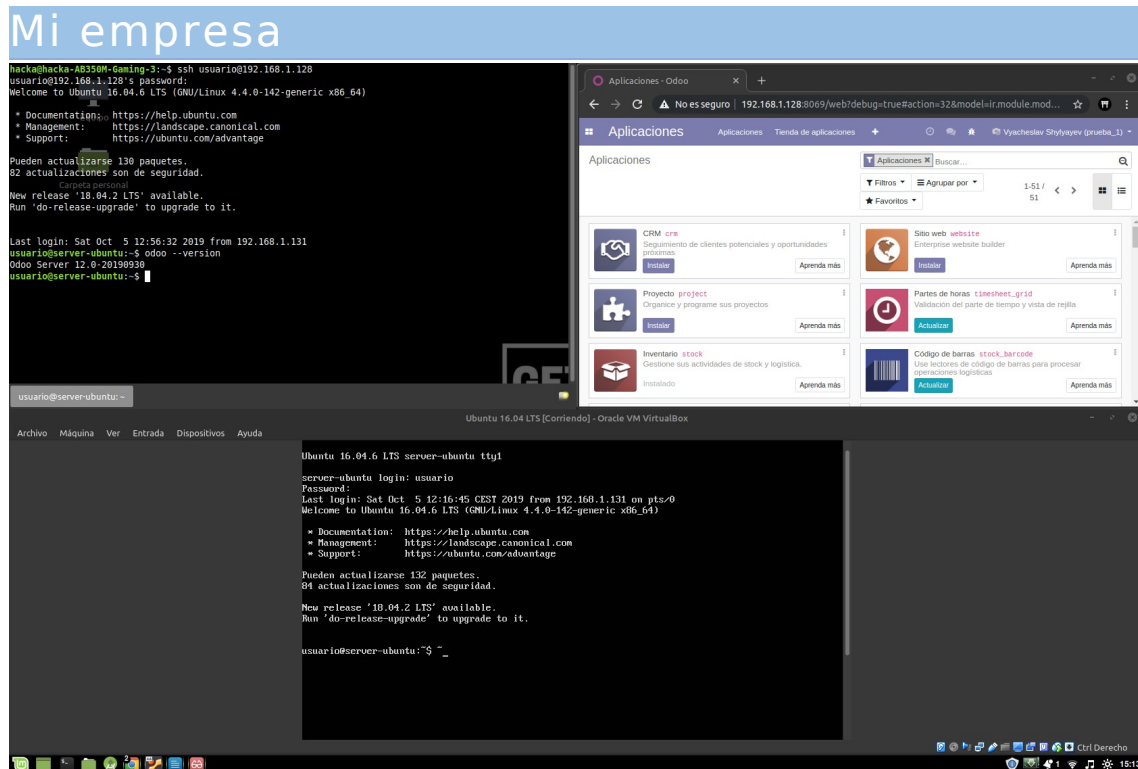 Mi empresa
hacka@hacka-AB350M-Gaming-3:~$ ssh usuario@192.168.1.128
usuario@192.168.1.128's password:
Welcome to Ubuntu 16.04.6 LTS (GNU/Linux 4.4.0-142-generic x86_64)
* Documentation: https://help.ubuntu.com
* Management: https://landscape.canonical.com
* Support: https://ubuntu.com/advantage
Pueden actualizarse 130 paquetes.
82 actualizaciones son de seguridad.
Carpeta personal
New release '18.04.2 LTS' available.
Run 'do-release-upgrade' to upgrade to it.
Last login: Sat Oct 5 12:56:32 2019 from 192.168.1.131
usuario@server-ubuntu:~$ odoo --version
Odoo Server 12.0-20190930
usuario@server-ubuntu:~$
usuario@server-ubuntu: ~
Aplicaciones - Odoo
No es seguro | 192.168.1.128:8069/web?debug=true#action=32&model=ir.module.mod...
Aplicaciones Aplicaciones Tienda de aplicaciones Vyacheslav Shylyayev (prueba_1)
Aplicaciones
Aplicaciones Buscar...
Filtros Agrupar por
1-51 / 51
Favoritos
CRM crm
Seguimiento de clientes potenciales y oportunidades
próximas
Instalar Aprenda más
Sitio web website
Enterprise website builder
Instalar Aprenda más
Proyecto project
Organice y programe sus proyectos
Instalar Aprenda más
Partes de horas timesheet_grid
Validación del parte de tiempo y vista de rejilla
Actualizar Aprenda más
Inventario stock
Gestione sus actividades de stock y logística.
Instalado Aprenda más
Código de barras stock_barcode
Use lectores de código de barras para procesar
operaciones logísticas
Actualizar Aprenda más
Ubuntu 16.04 LTS [Corriendo] - Oracle VM VirtualBox
Archivo Máquina Ver Entrada Dispositivos Ayuda
Ubuntu 16.04.6 LTS server-ubuntu tty1
server-ubuntu login: usuario
Password:
Last login: Sat Oct 5 12:16:45 CEST 2019 from 192.168.1.131 on pts/0
Welcome to Ubuntu 16.04.6 LTS (GNU/Linux 4.4.0-142-generic x86_64)
* Documentation: https://help.ubuntu.com
* Management: https://landscape.canonical.com
* Support: https://ubuntu.com/advantage
Pueden actualizarse 132 paquetes.
84 actualizaciones son de seguridad.
New release '18.04.2 LTS' available.
Run 'do-release-upgrade' to upgrade to it.
usuario@server-ubuntu:~$ ~_
Ctrl Derecho
2
1 15:13